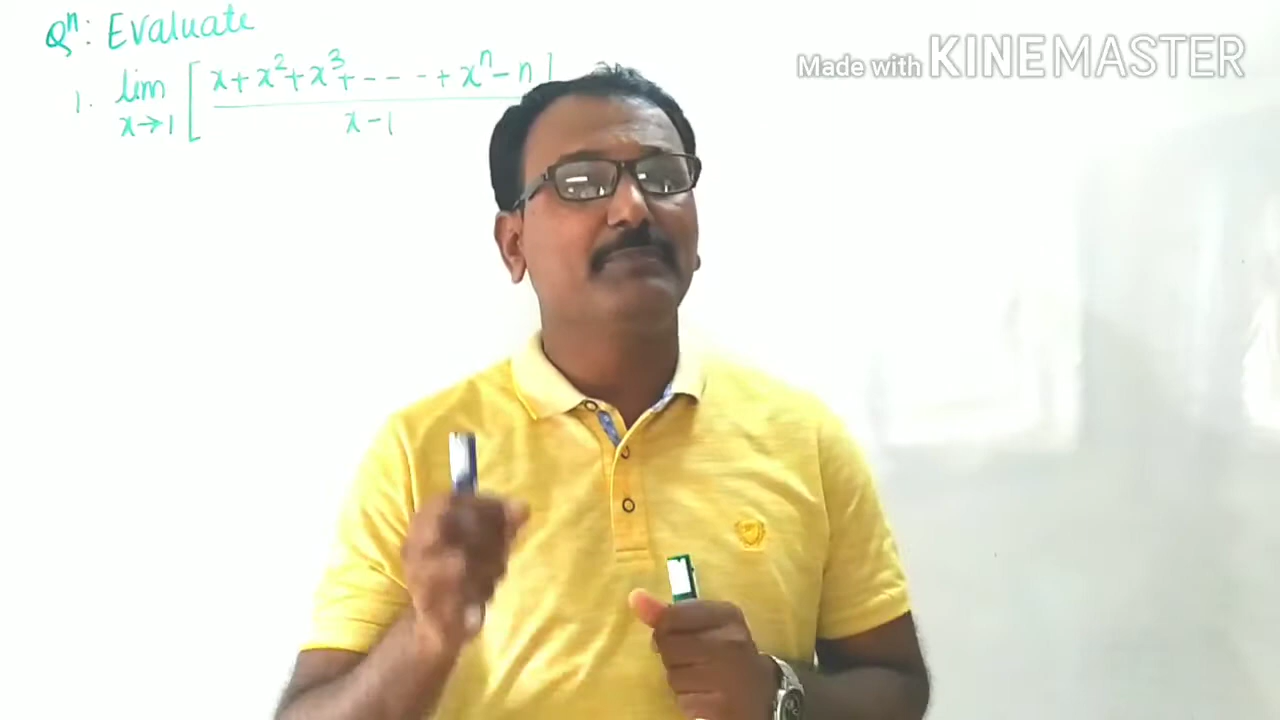 Qⁿ: Evaluate
1. lim x→1 [ x+x²+x³+----+xⁿ-n / x-1 ]
Made with KINEMASTER